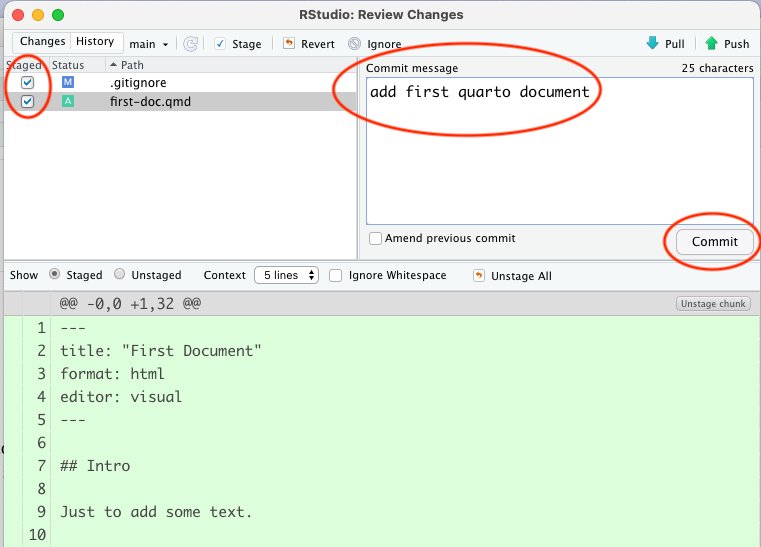 RStudio: Review Changes
Changes History main Stage Revert Ignore Pull Push
Staged Status Path
M .gitignore
A first-doc.qmd
Commit message 25 characters
add first quarto document
Amend previous commit
Commit
Show Staged Unstaged Context 5 lines Ignore Whitespace Unstage All
@@ -0,0 +1,32 @@ Unstage chunk
1 ---
2 title: "First Document"
3 format: html
4 editor: visual
5 ---
6
7 ## Intro
8
9 Just to add some text.
10